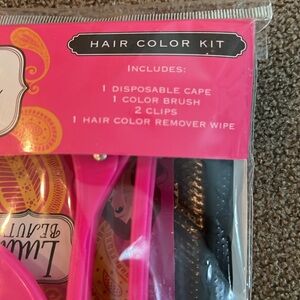 HAIR COLOR KIT
INCLUDES:
1 DISPOSABLE CAPE
1 COLOR BRUSH
2 CLIPS
1 HAIR COLOR REMOVER WIPE